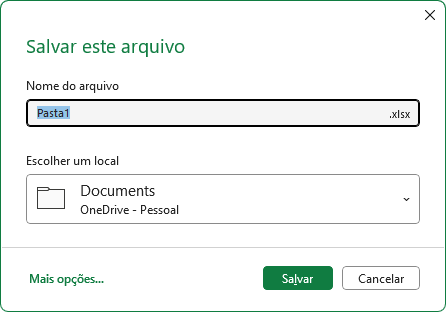 Salvar este arquivo
Nome do arquivo
Pasta1 .xlsx
Escolher um local
Documents
OneDrive - Pessoal
Mais opções... Salvar Cancelar